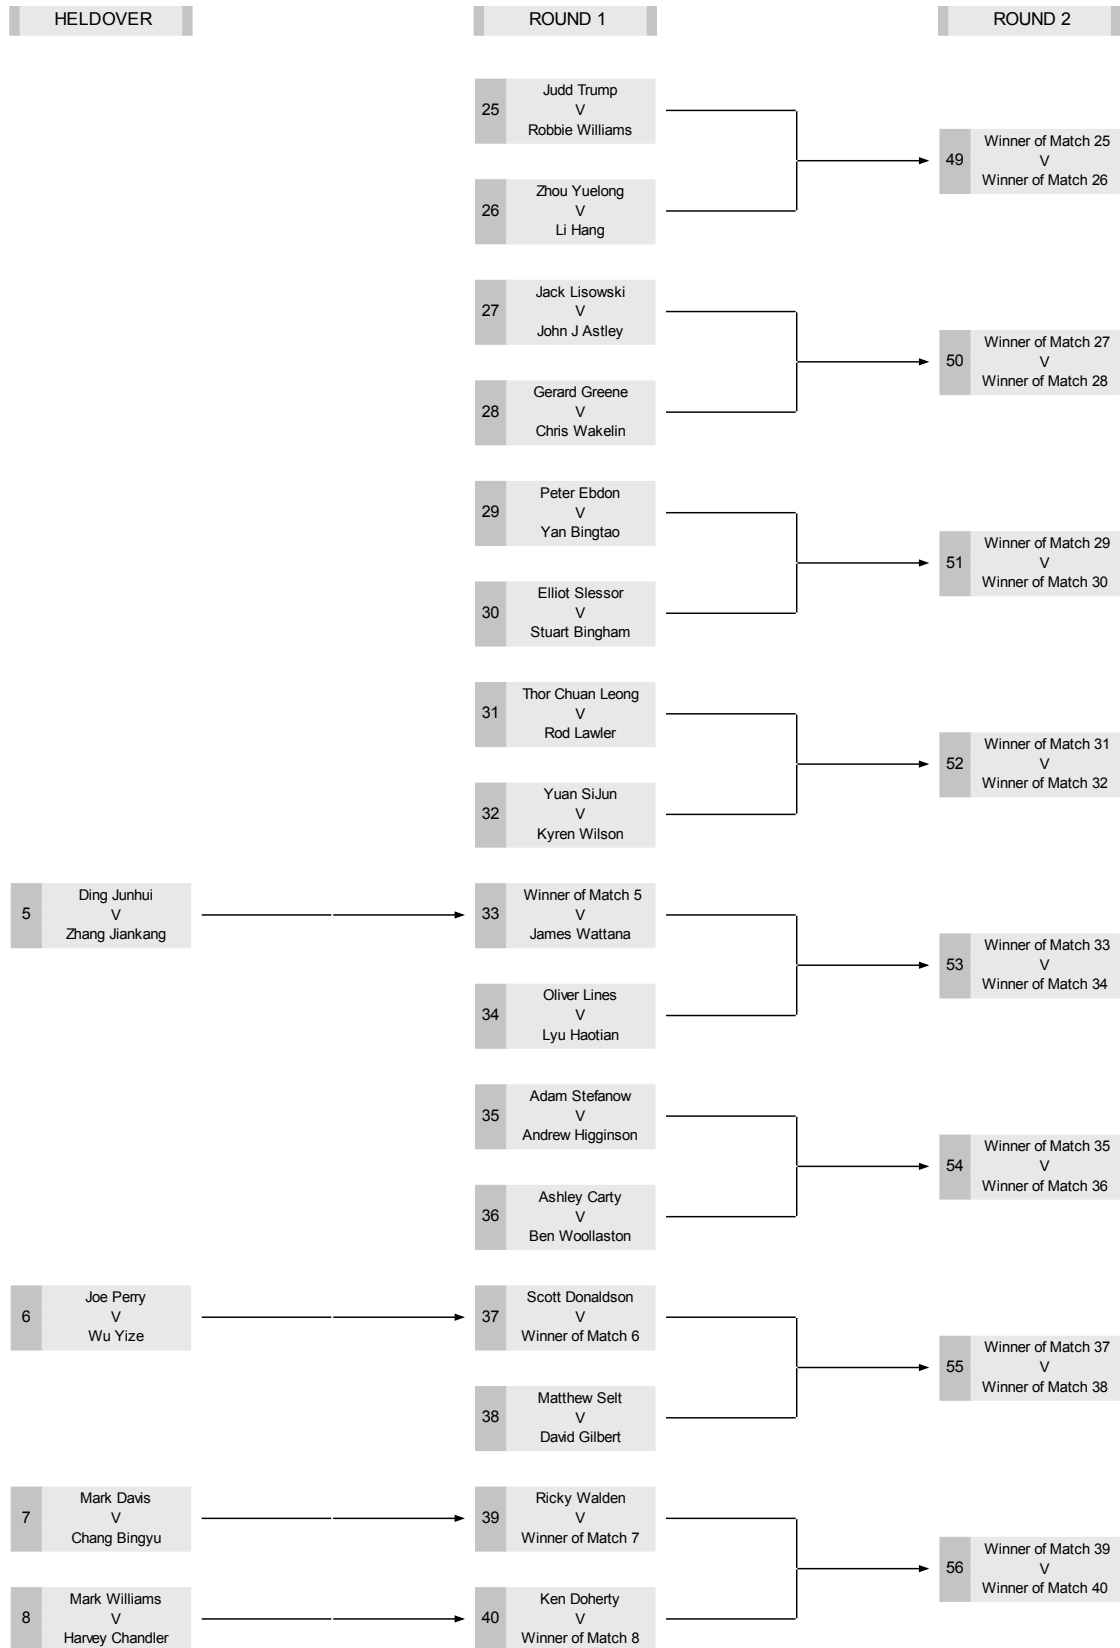 HELDOVER
ROUND 1
ROUND 2
25
Judd Trump
V
Robbie Williams
26
Zhou Yuelong
V
Li Hang
49
Winner of Match 25
V
Winner of Match 26
27
Jack Lisowski
V
John J Astley
28
Gerard Greene
V
Chris Wakelin
50
Winner of Match 27
V
Winner of Match 28
29
Peter Ebdon
V
Yan Bingtao
30
Elliot Slessor
V
Stuart Bingham
51
Winner of Match 29
V
Winner of Match 30
31
Thor Chuan Leong
V
Rod Lawler
32
Yuan SiJun
V
Kyren Wilson
52
Winner of Match 31
V
Winner of Match 32
5
Ding Junhui
V
Zhang Jiankang
33
Winner of Match 5
V
James Wattana
34
Oliver Lines
V
Lyu Haotian
53
Winner of Match 33
V
Winner of Match 34
35
Adam Stefanow
V
Andrew Higginson
36
Ashley Carty
V
Ben Woollaston
54
Winner of Match 35
V
Winner of Match 36
6
Joe Perry
V
Wu Yize
37
Scott Donaldson
V
Winner of Match 6
38
Matthew Selt
V
David Gilbert
55
Winner of Match 37
V
Winner of Match 38
7
Mark Davis
V
Chang Bingyu
39
Ricky Walden
V
Winner of Match 7
8
Mark Williams
V
Harvey Chandler
40
Ken Doherty
V
Winner of Match 8
56
Winner of Match 39
V
Winner of Match 40